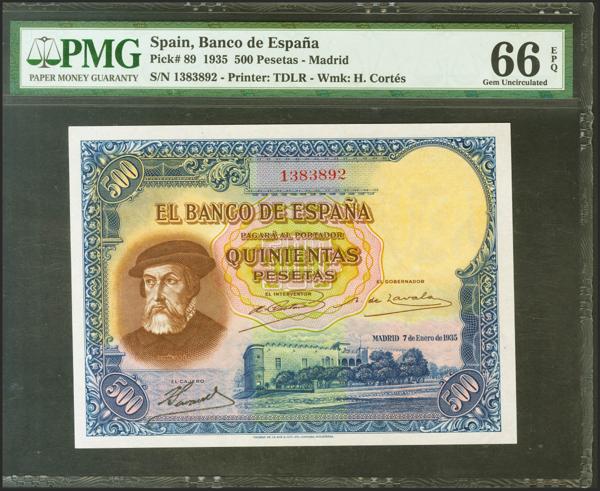 PMG
PAPER MONEY GUARANTY
Spain, Banco de España
Pick# 89 1935 500 Pesetas - Madrid
S/N 1383892 - Printer: TDLR - Wmk: H. Cortés
66
EPQ
Gem Uncirculated
500
1383892
EL BANCO DE ESPAÑA
PAGARÁ AL PORTADOR
QUINIENTAS
PESETAS
EL INTERVENTOR
EL GOBERNADOR
MADRID 7 de Enero de 1935
EL CAJERO
500
500